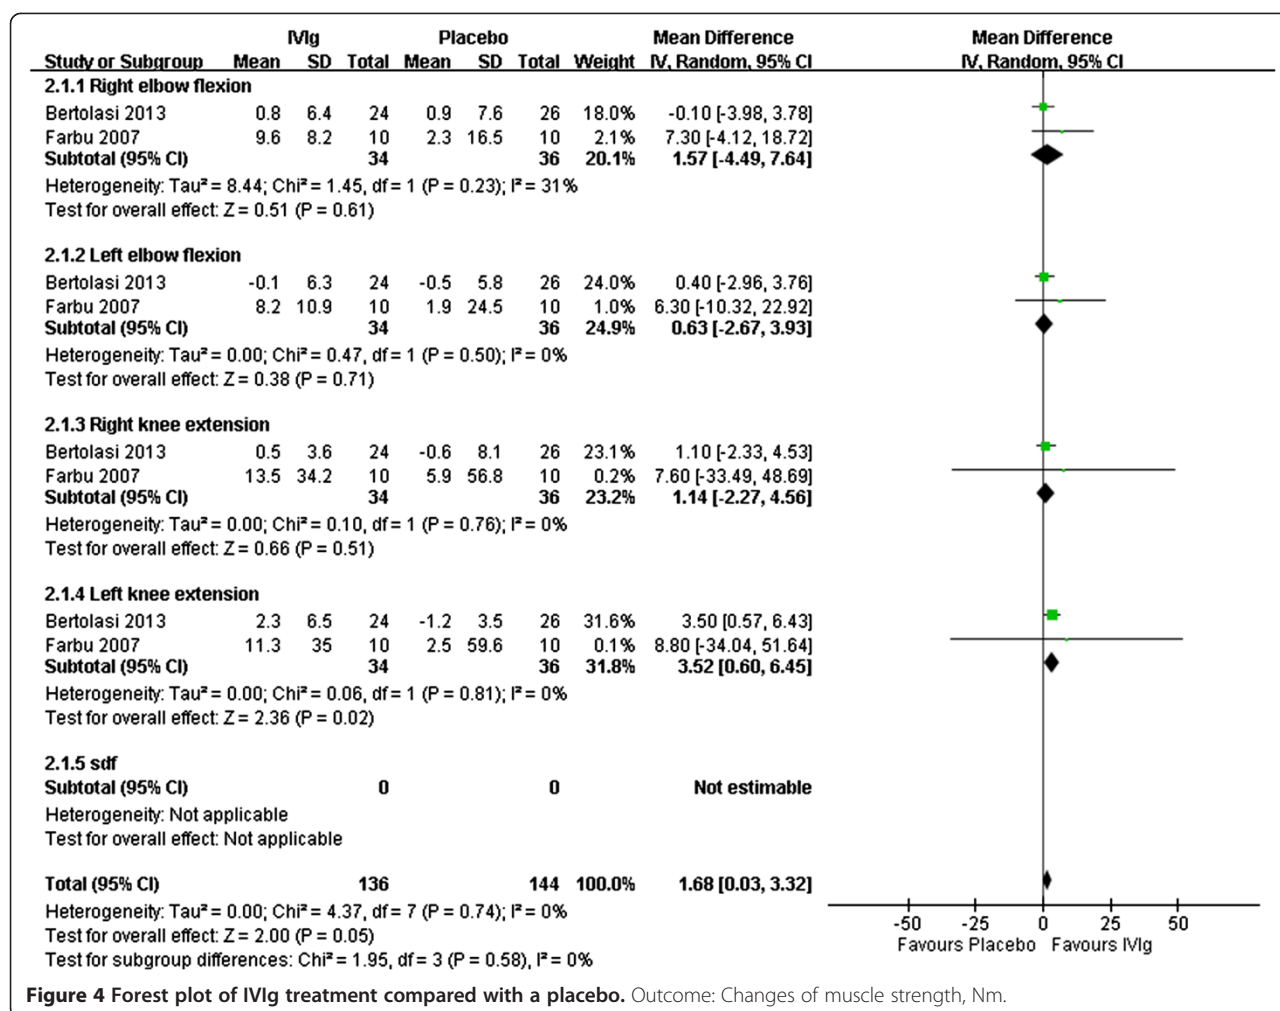 IVIg Placebo Mean Difference Mean Difference
Study or Subgroup Mean SD Total Mean SD Total Weight IV, Random, 95% CI IV, Random, 95% CI
2.1.1 Right elbow flexion
Bertolasi 2013 0.8 6.4 24 0.9 7.6 26 18.0% -0.10 [-3.98, 3.78]
Farbu 2007 9.6 8.2 10 2.3 16.5 10 2.1% 7.30 [-4.12, 18.72]
Subtotal (95% CI) 34 36 20.1% 1.57 [-4.49, 7.64]
Heterogeneity: Tau² = 8.44; Chi² = 1.45, df = 1 (P = 0.23); I² = 31%
Test for overall effect: Z = 0.51 (P = 0.61)
2.1.2 Left elbow flexion
Bertolasi 2013 -0.1 6.3 24 -0.5 5.8 26 24.0% 0.40 [-2.96, 3.76]
Farbu 2007 8.2 10.9 10 1.9 24.5 10 1.0% 6.30 [-10.32, 22.92]
Subtotal (95% CI) 34 36 24.9% 0.63 [-2.67, 3.93]
Heterogeneity: Tau² = 0.00; Chi² = 0.47, df = 1 (P = 0.50); I² = 0%
Test for overall effect: Z = 0.38 (P = 0.71)
2.1.3 Right knee extension
Bertolasi 2013 0.5 3.6 24 -0.6 8.1 26 23.1% 1.10 [-2.33, 4.53]
Farbu 2007 13.5 34.2 10 5.9 56.8 10 0.2% 7.60 [-33.49, 48.69]
Subtotal (95% CI) 34 36 23.2% 1.14 [-2.27, 4.56]
Heterogeneity: Tau² = 0.00; Chi² = 0.10, df = 1 (P = 0.76); I² = 0%
Test for overall effect: Z = 0.66 (P = 0.51)
2.1.4 Left knee extension
Bertolasi 2013 2.3 6.5 24 -1.2 3.5 26 31.6% 3.50 [0.57, 6.43]
Farbu 2007 11.3 35 10 2.5 59.6 10 0.1% 8.80 [-34.04, 51.64]
Subtotal (95% CI) 34 36 31.8% 3.52 [0.60, 6.45]
Heterogeneity: Tau² = 0.00; Chi² = 0.06, df = 1 (P = 0.81); I² = 0%
Test for overall effect: Z = 2.36 (P = 0.02)
2.1.5 sdf
Subtotal (95% CI) 0 0 Not estimable
Heterogeneity: Not applicable
Test for overall effect: Not applicable
Total (95% CI) 136 144 100.0% 1.68 [0.03, 3.32]
Heterogeneity: Tau² = 0.00; Chi² = 4.37, df = 7 (P = 0.74); I² = 0%
Test for overall effect: Z = 2.00 (P = 0.05)
Test for subgroup differences: Chi² = 1.95, df = 3 (P = 0.58), I² = 0%
-50 -25 0 25 50
Favours Placebo Favours IVIg
Figure 4 Forest plot of IVIg treatment compared with a placebo. Outcome: Changes of muscle strength, Nm.